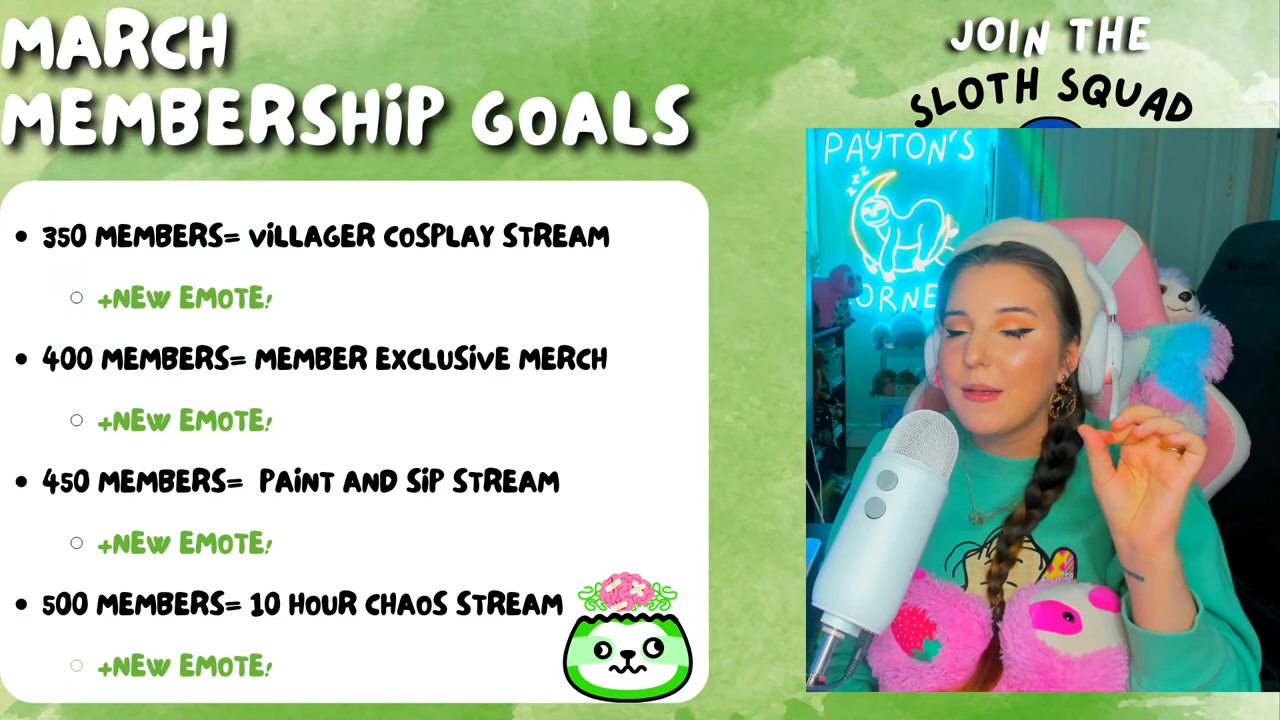 MARCH
MEMBERSHIP GOALS
JOIN THE
SLOTH SQUAD
350 MEMBERS= VILLAGER COSPLAY STREAM
+NEW EMOTE!
400 MEMBERS= MEMBER EXCLUSIVE MERCH
+NEW EMOTE!
450 MEMBERS= PAINT AND SIP STREAM
+NEW EMOTE!
500 MEMBERS= 10 HOUR CHAOS STREAM
+NEW EMOTE!
PAYTON'S
ZZZ
ORNE